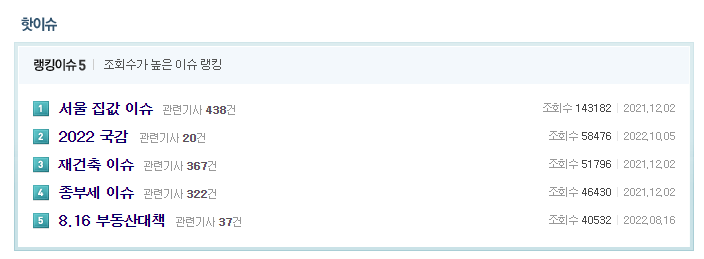 핫이슈
랭킹이슈 5 | 조회수가 높은 이슈 랭킹
1 서울 집값 이슈 관련기사 438건 조회수 143182 | 2021.12.02
2 2022 국감 관련기사 20건 조회수 58476 | 2022.10.05
3 재건축 이슈 관련기사 367건 조회수 51796 | 2021.12.02
4 종부세 이슈 관련기사 322건 조회수 46430 | 2021.12.02
5 8.16 부동산대책 관련기사 37건 조회수 40532 | 2022.08.16